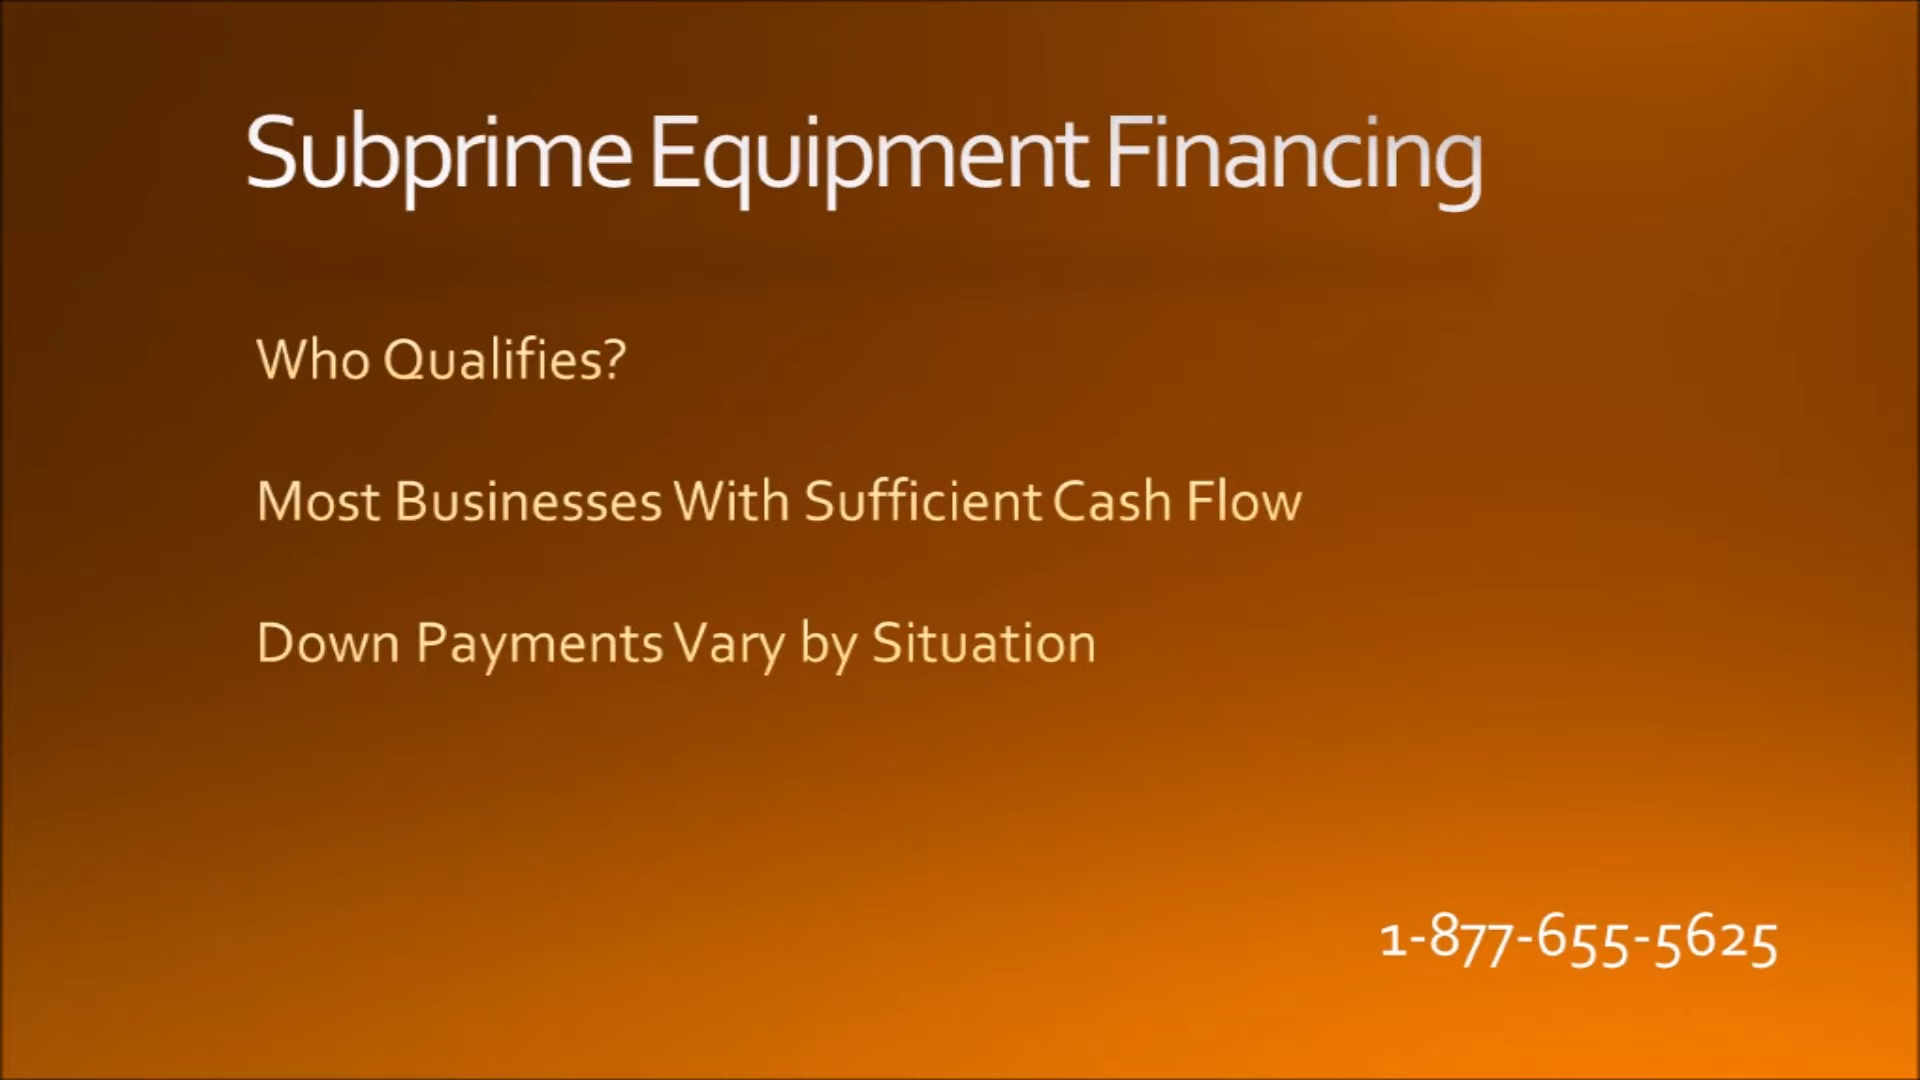 Subprime Equipment Financing
Who Qualifies?
Most Businesses With Sufficient Cash Flow
Down Payments Vary by Situation
1-877-655-5625